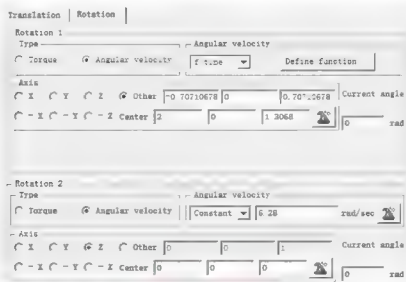 Translation | Rotation
Rotation 1
Type Angular velocity
Torque Angular velocity f time Define function
Axis
X Y Z Other -0 70710678 0 0.70710678 Current angle
- X - Y - Z Center 2 0 1 3068 0 rad
Rotation 2
Type Angular velocity
Torque Angular velocity Constant 6 28 rad/sec
Axis
X Y Z Other 0 0 1 Current angle
- X - Y - X Center 0 0 0 0 rad